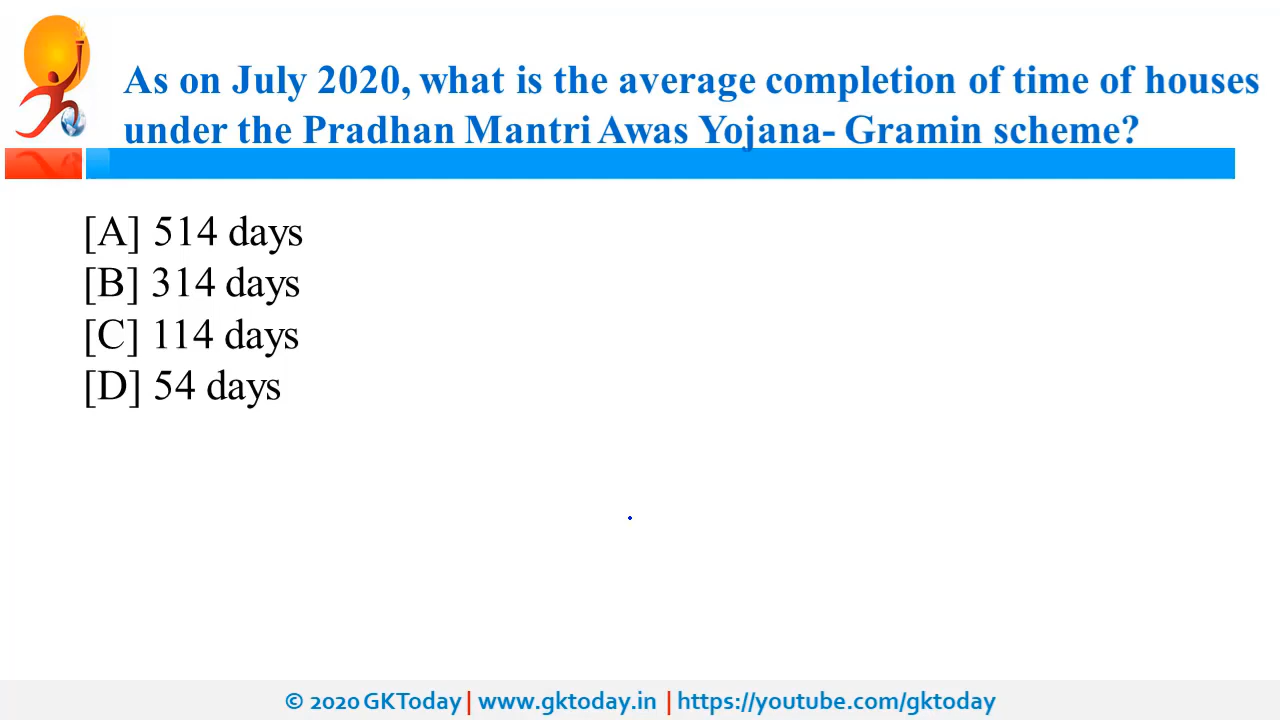 As on July 2020, what is the average completion of time of houses
under the Pradhan Mantri Awas Yojana- Gramin scheme?
[A] 514 days
[B] 314 days
[C] 114 days
[D] 54 days
© 2020 GKToday | www.gktoday.in | https://youtube.com/gktoday